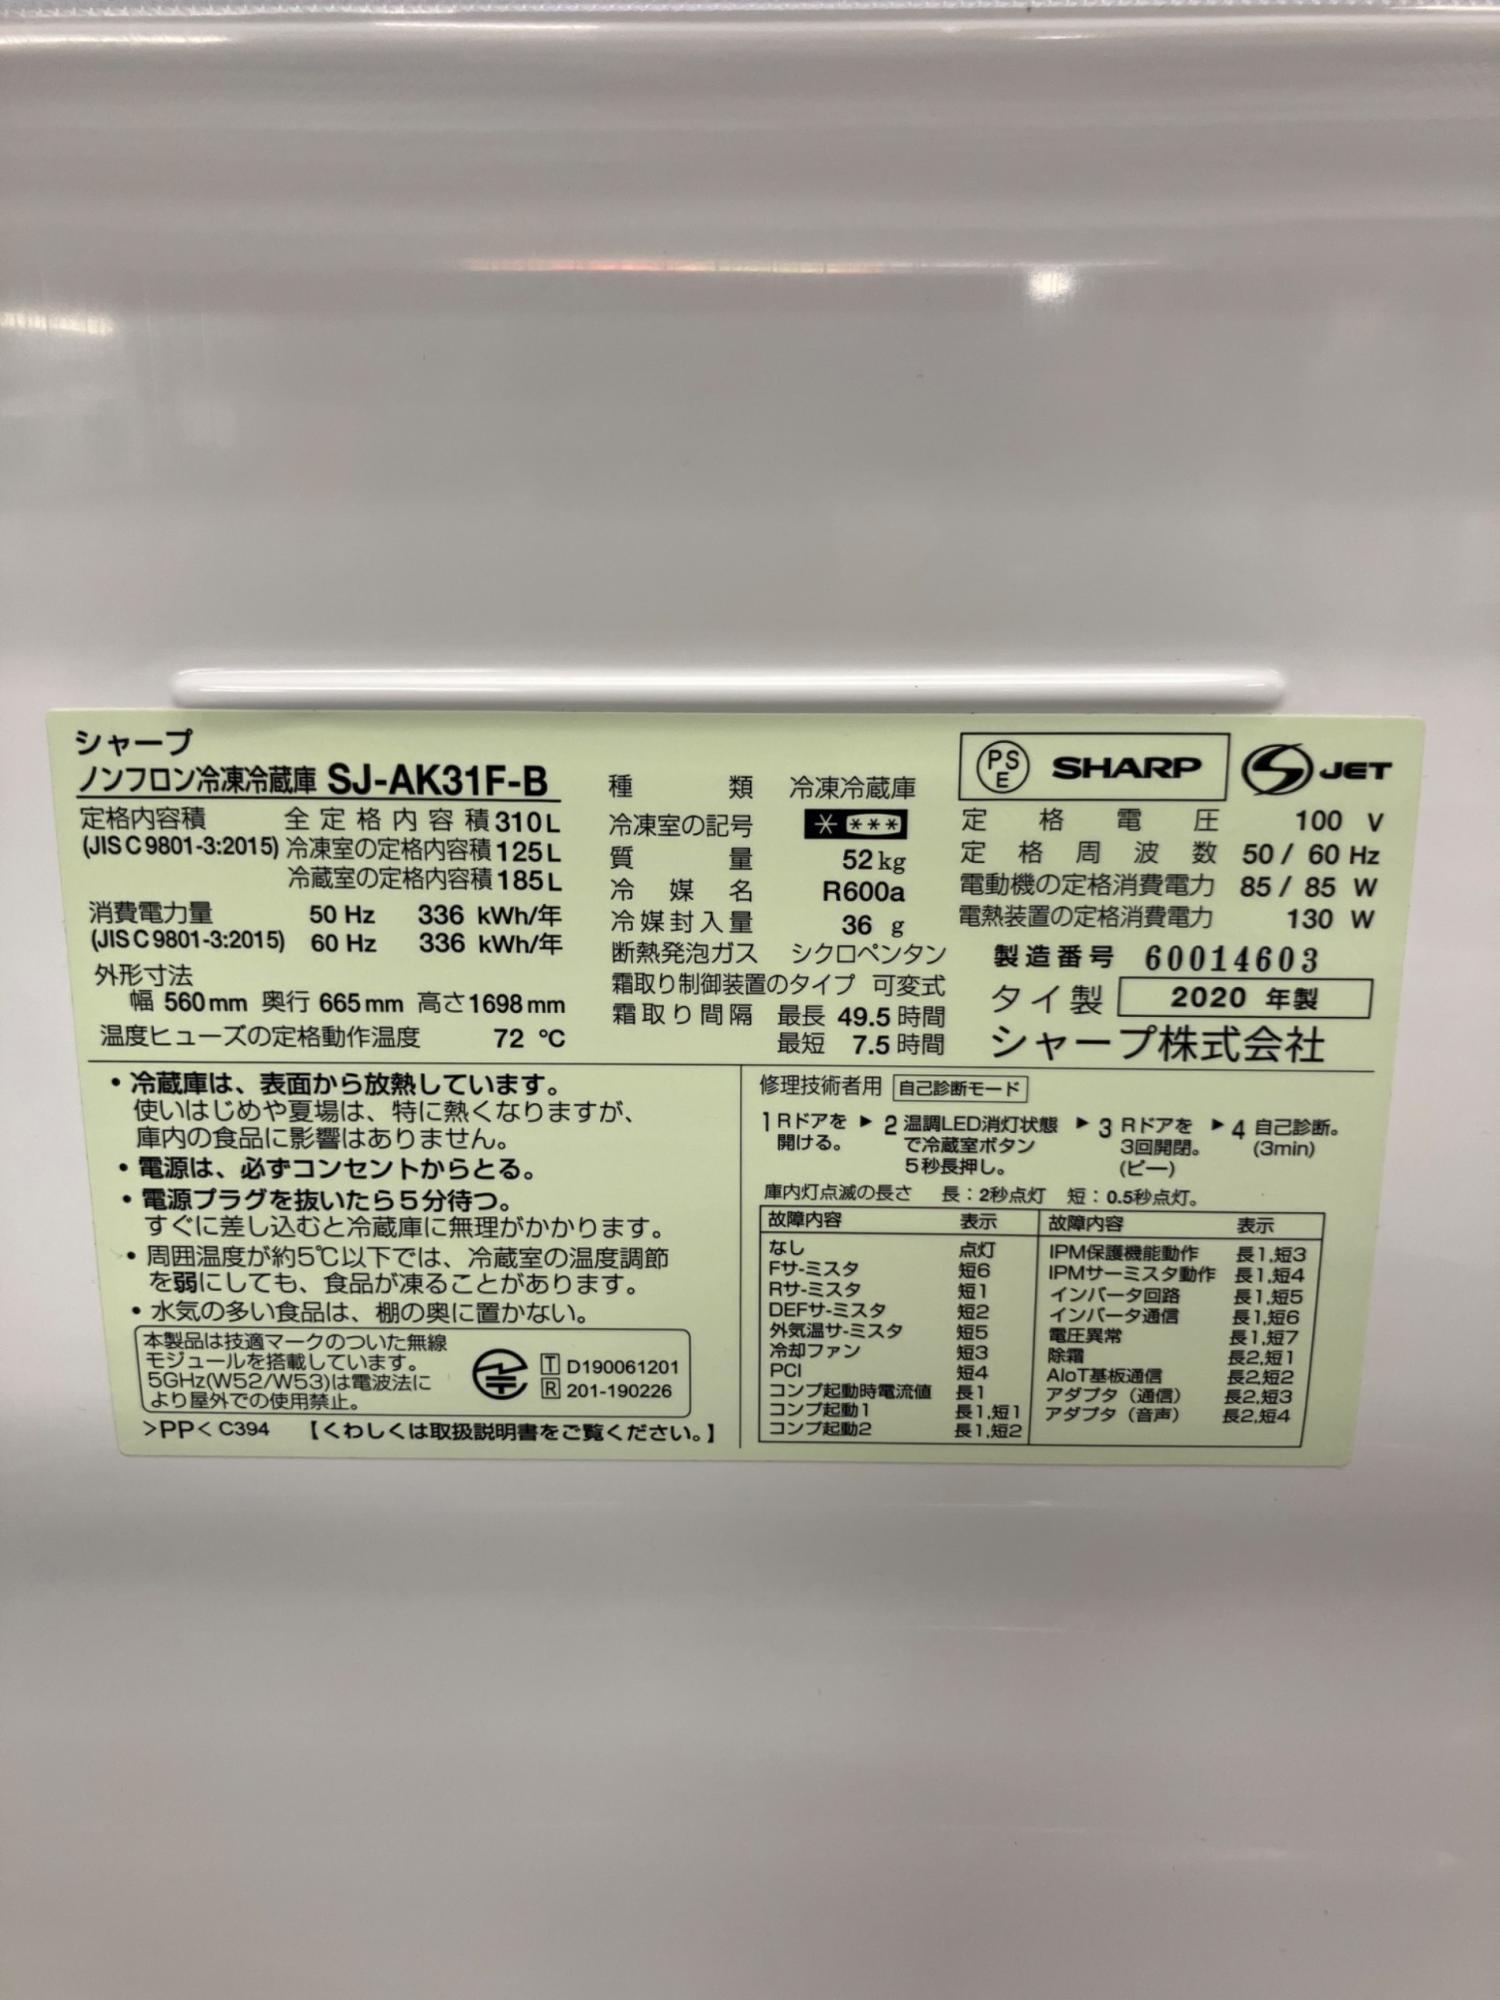 シャープ
ノンフロン冷凍冷蔵庫 SJ-AK31F-B
定格内容積 全定格内容積 310L
(JIS C 9801-3:2015) 冷凍室の定格内容積 125L
冷蔵室の定格内容積 185L
消費電力量 50 Hz 336 kWh/年
(JIS C 9801-3:2015) 60 Hz 336 kWh/年
外形寸法
幅 560mm 奥行 665mm 高さ1698mm
温度ヒューズの定格動作温度 72 ℃
種類 冷凍冷蔵庫
冷凍室の記号 * ***
質量 52kg
冷媒名 R600a
冷媒封入量 36 g
断熱発泡ガス シクロペンタン
霜取り制御装置のタイプ 可変式
霜取り間隔 最長 49.5 時間
最短 7.5 時間
PSE SHARP JET
定格電圧 100 V
定格周波数 50 / 60 Hz
電動機の定格消費電力 85 / 85 W
電熱装置の定格消費電力 130 W
製造番号 60014603
タイ製 2020 年製
シャープ株式会社
・冷蔵庫は、表面から放熱しています。
使いはじめや夏場は、特に熱くなりますが、
庫内の食品に影響はありません。
・電源は、必ずコンセントからとる。
・電源プラグを抜いたら5分待つ。
すぐに差し込むと冷蔵庫に無理がかかります。
・周囲温度が約5℃以下では、冷蔵室の温度調節
を弱にしても、食品が凍ることがあります。
・水気の多い食品は、棚の奥に置かない。
本製品は技適マークのついた無線
モジュールを搭載しています。
5GHz(W52/W53)は電波法に
より屋外での使用禁止。
T D190061201
R 201-190226
>PP< C394 【くわしくは取扱説明書をご覧ください。】
修理技術者用 自己診断モード
1 Rドアを開ける。 ▶ 2 温調LED消灯状態で冷蔵室ボタン5秒長押し。 ▶ 3 Rドアを3回開閉。(ピー) ▶ 4 自己診断。(3min)
庫内灯点滅の長さ 長：2秒点灯 短：0.5秒点灯。
故障内容 表示
なし 点灯
Fサ-ミスタ 短6
Rサ-ミスタ 短1
DEFサ-ミスタ 短2
外気温サ-ミスタ 短5
冷却ファン 短3
PCI 短4
コンプ起動時電流値 長1
コンプ起動1 長1,短1
コンプ起動2 長1,短2
故障内容 表示
IPM保護機能動作 長1,短3
IPMサーミスタ動作 長1,短4
インバータ回路 長1,短5
インバータ通信 長1,短6
電圧異常 長1,短7
除霜 長2,短1
AIoT基板通信 長2,短2
アダプタ（通信） 長2,短3
アダプタ（音声） 長2,短4